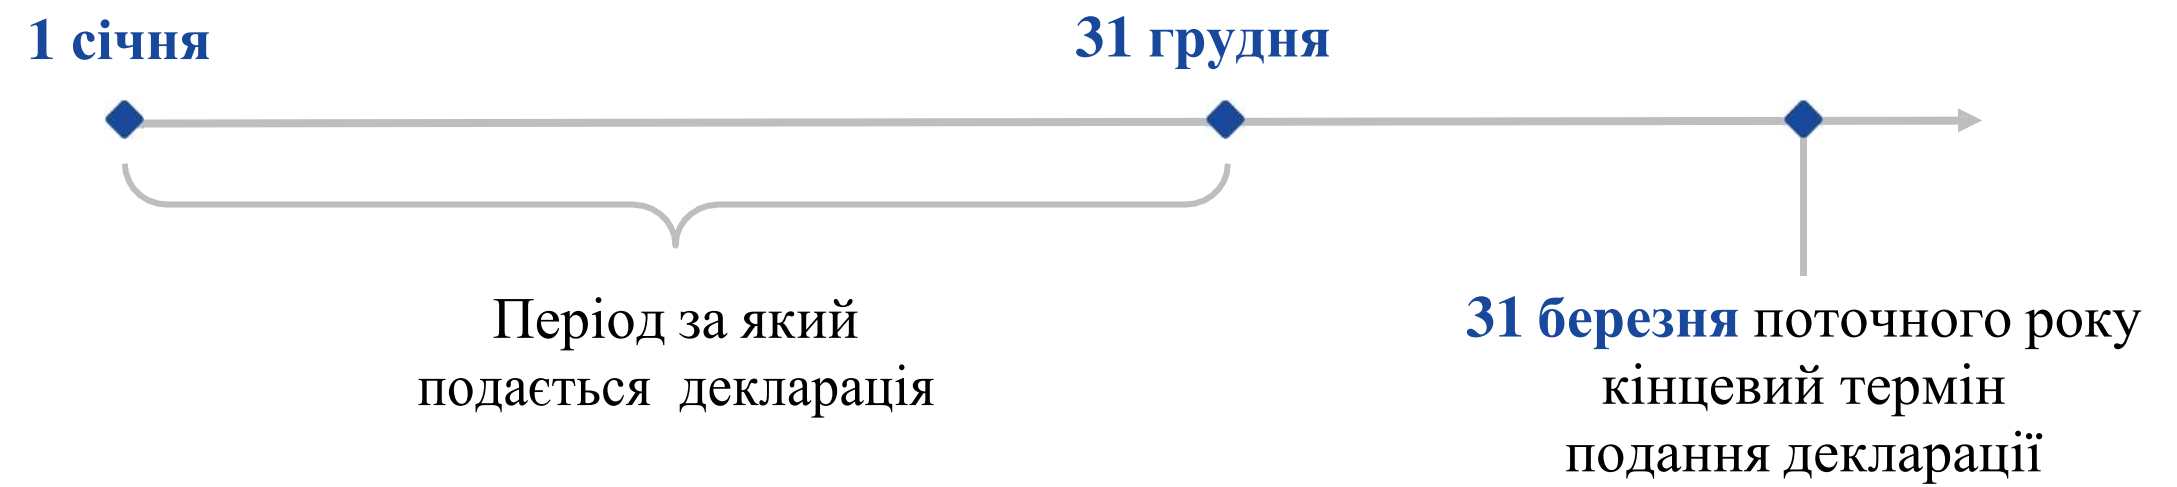 1 січня
31 грудня
Період за який
подається декларація
31 березня поточного року
кінцевий термін
подання декларації